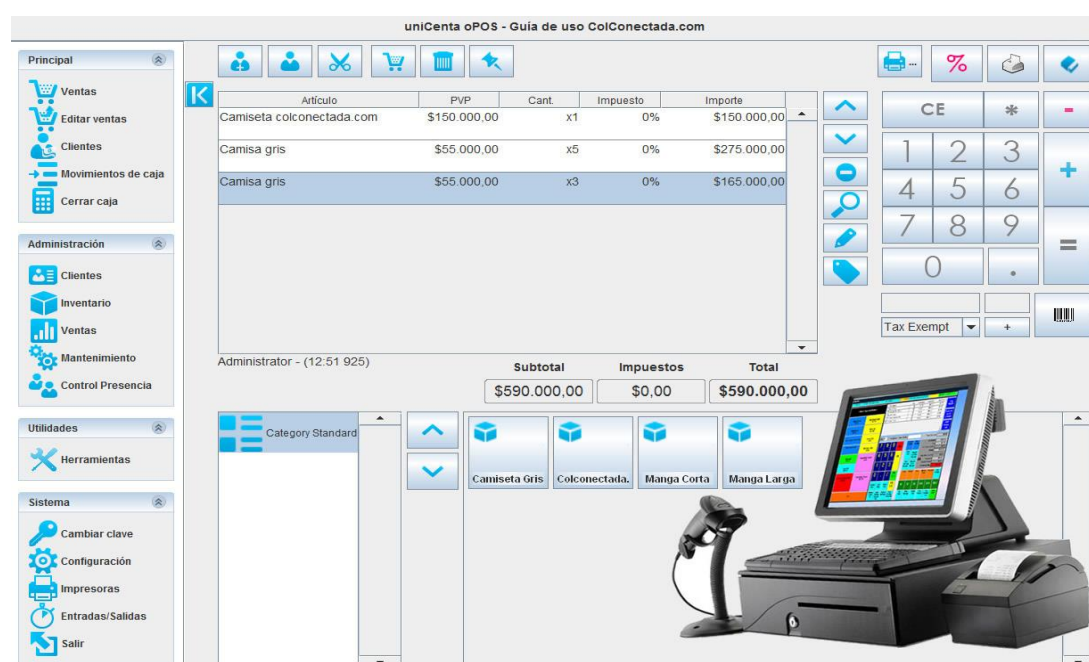 uniCenta oPOS - Guía de uso ColConectada.com
Principal
Ventas
Editar ventas
Clientes
Movimientos de caja
Cerrar caja
Administración
Clientes
Inventario
Ventas
Mantenimiento
Control Presencia
Utilidades
Herramientas
Sistema
Cambiar clave
Configuración
Impresoras
Entradas/Salidas
Salir
...
%
Artículo PVP Cant. Impuesto Importe
Camiseta colconectada.com $150.000,00 x1 0% $150.000,00
Camisa gris $55.000,00 x5 0% $275.000,00
Camisa gris $55.000,00 x3 0% $165.000,00
CE * -
1 2 3 +
4 5 6
7 8 9 =
0 .
Tax Exempt +
Administrator - (12:51 925)
Subtotal Impuestos Total
$590.000,00 $0,00 $590.000,00
Category Standard
Camiseta Gris Colconectada. Manga Corta Manga Larga